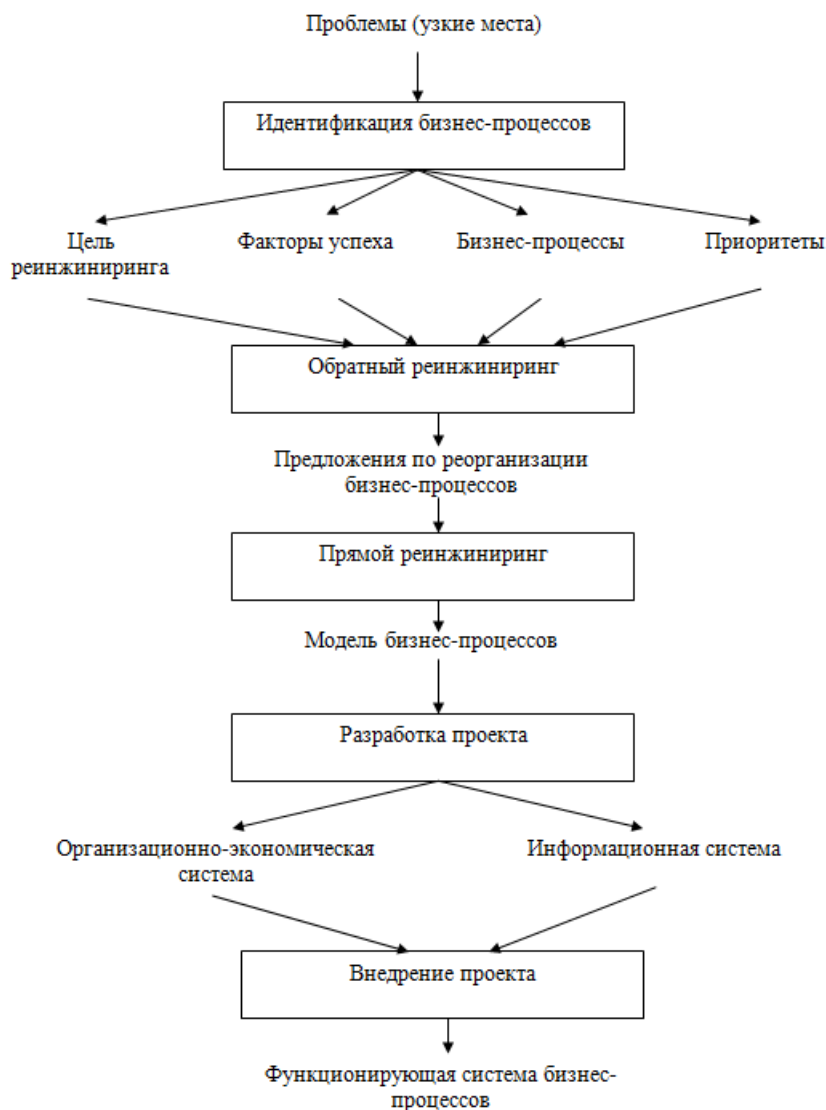 Проблемы (узкие места)
Идентификация бизнес-процессов
Цель
реинжиниринга
Факторы успеха
Бизнес-процессы
Приоритеты
Обратный реинжиниринг
Предложения по реорганизации
бизнес-процессов
Прямой реинжиниринг
Модель бизнес-процессов
Разработка проекта
Организационно-экономическая
система
Информационная система
Внедрение проекта
Функционирующая система бизнес-
процессов